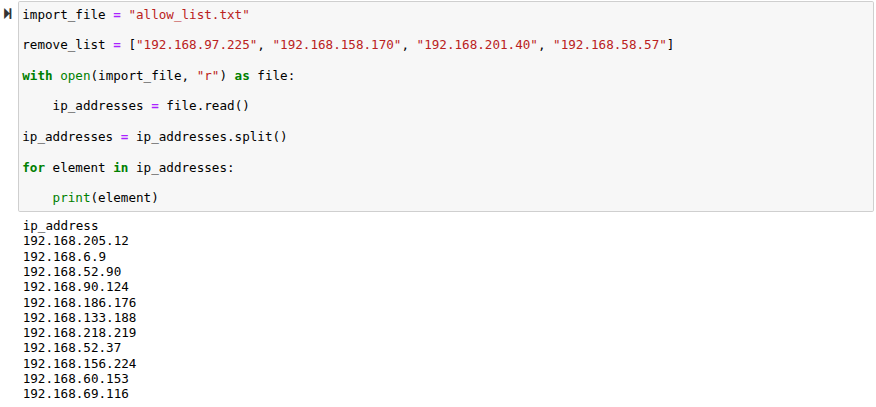 import_file = "allow_list.txt"
remove_list = ["192.168.97.225", "192.168.158.170", "192.168.201.40", "192.168.58.57"]
with open(import_file, "r") as file:
    ip_addresses = file.read()
ip_addresses = ip_addresses.split()
for element in ip_addresses:
    print(element)
ip_address
192.168.205.12
192.168.6.9
192.168.52.90
192.168.90.124
192.168.186.176
192.168.133.188
192.168.218.219
192.168.52.37
192.168.156.224
192.168.60.153
192.168.69.116